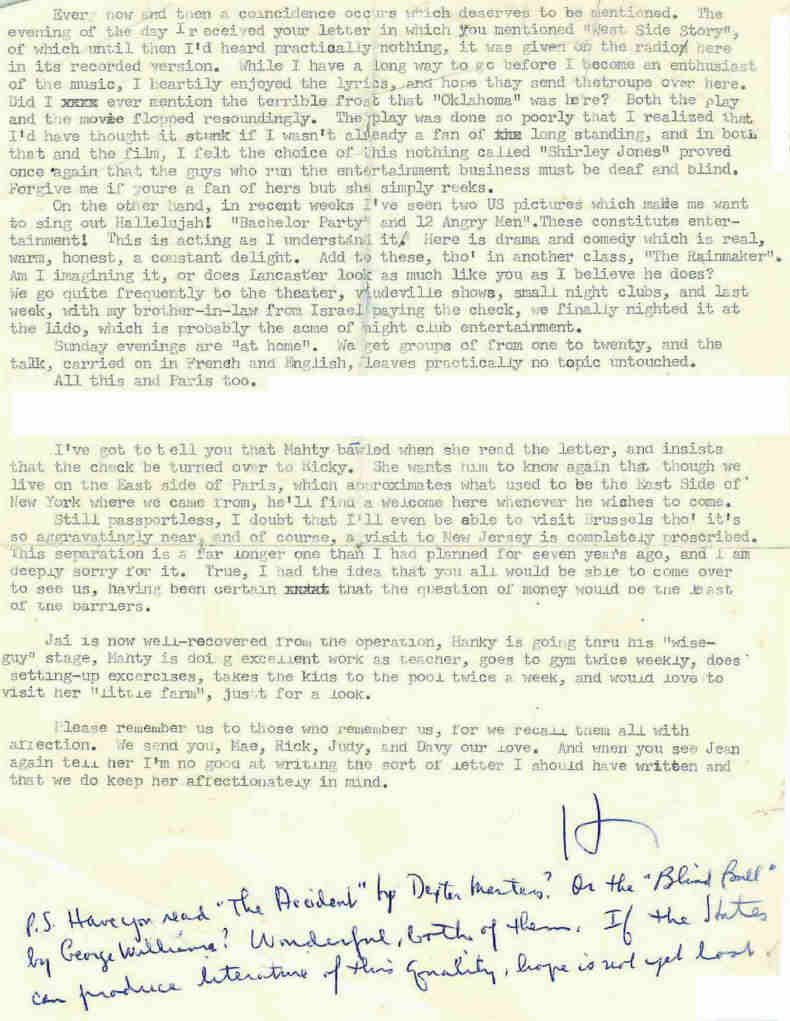 Every now and then a coincidence occurs which deserves to be mentioned. The
evening of the day I received your letter in which you mentioned "West Side Story",
of which until then I'd heard practically nothing, it was given on the radio here
in its recorded version. While I have a long way to go before I become an enthusiast
of the music, I heartily enjoyed the lyrics, and hope thay send thetroupe over here.
Did I xxxx ever mention the terrible frost that "Oklahoma" was here? Both the play
and the movie flopped resoundingly. The play was done so poorly that I realized that
I'd have thought it stunk if I wasn't already a fan of xxx long standing, and in both
that and the film, I felt the choice of this nothing called "Shirley Jones" proved
once again that the guys who run the entertainment business must be deaf and blind.
Forgive me if youre a fan of hers but she simply reeks.
On the other hand, in recent weeks I've seen two US pictures which made me want
to sing out Hallelujah! "Bachelor Party" and 12 Angry Men".These constitute enter-
tainment! This is acting as I understand it. Here is drama and comedy which is real,
warm, honest, a constant delight. Add to these, tho' in another class, "The Rainmaker".
Am I imagining it, or does Lancaster look as much like you as I believe he does?
We go quite frequently to the theater, vaudeville shows, small night clubs, and last
week, with my brother-in-law from Israel paying the check, we finally nighted it at
the Lido, which is probably the acme of night club entertainment.
Sunday evenings are "at home". We get groups of from one to twenty, and the
talk, carried on in French and English, leaves practically no topic untouched.
All this and Paris too.
I've got to tell you that Mahty bawled when she read the letter, and insists
that the check be turned over to Ricky. She wants him to know again that though we
live on the East side of Paris, which approximates what used to be the East Side of
New York where we came from, he'll find a welcome here whenever he wishes to come.
Still passportless, I doubt that I'll even be able to visit Brussels tho' it's
so aggravatingly near, and of course, a visit to New Jersey is completely proscribed.
This separation is a far longer one than I had planned for seven years ago, and I am
deeply sorry for it. True, I had the idea that you all would be able to come over
to see us, having been certain xxxxx that the question of money would be the least
of the barriers.
Jai is now well-recovered from the operation, Hanky is going thru his "wise-
guy" stage, Mahty is doing excellent work as teacher, goes to gym twice weekly, does
setting-up excercises, takes the kids to the pool twice a week, and would love to
visit her "little farm", just for a look.
Please remember us to those who remember us, for we recall them all with
affection. We send you, Mae, Rick, Judy, and Davy our love. And when you see Jean
again tell her I'm no good at writing the sort of letter I should have written and
that we do keep her affectionately in mind.
H
P.S. Have you read "The Accident" by Dexter Masters? Or the "Blind Bull"
by George Williams? Wonderful, both of them. If the States
can produce literature of this quality, hope is not yet lost.